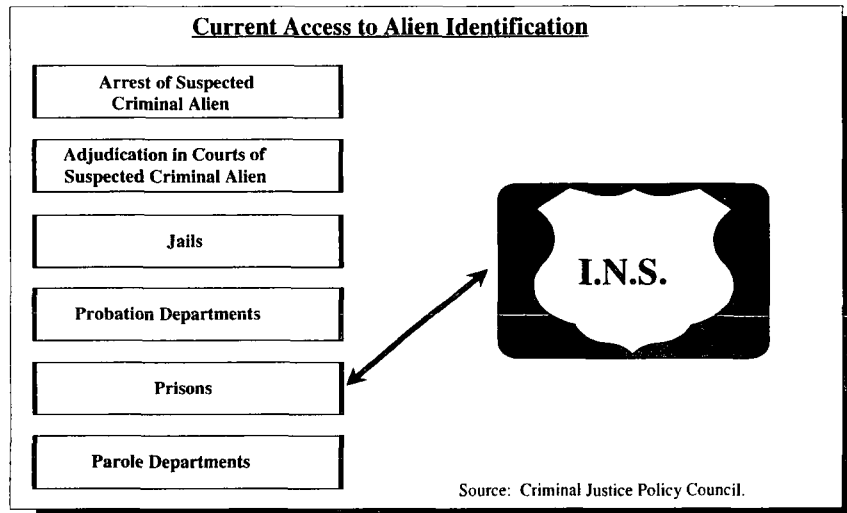 Current Access to Alien Identification
Arrest of Suspected
Criminal Alien
Adjudication in Courts of
Suspected Criminal Alien
Jails
Probation Departments
Prisons
Parole Departments
I.N.S.
Source: Criminal Justice Policy Council.